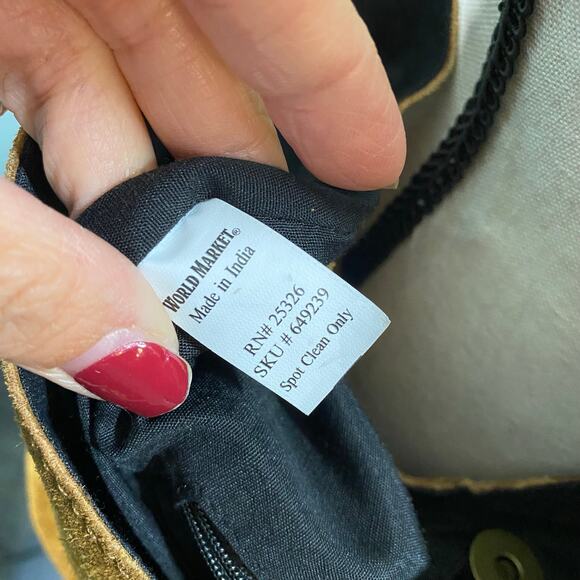 WORLD MARKET®
Made in India
RN# 25326
SKU # 649239
Spot Clean Only